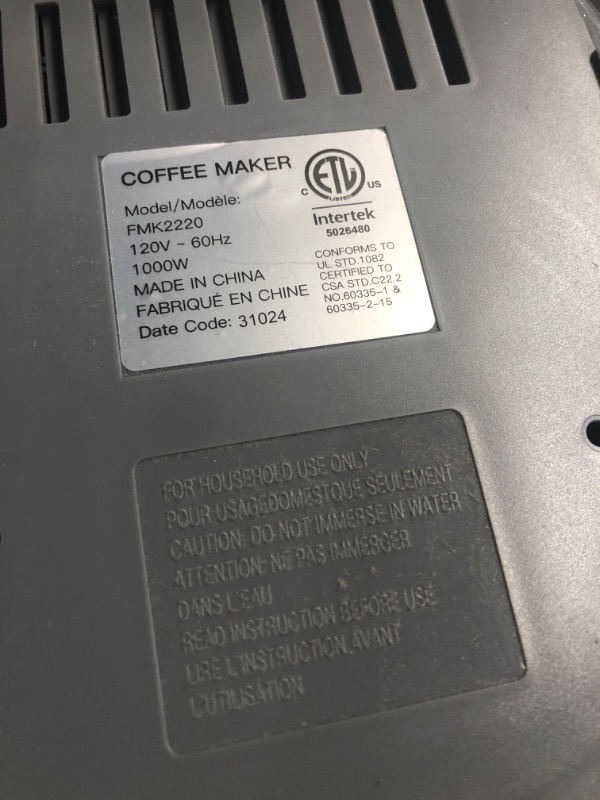 COFFEE MAKER
Model/Modèle:
FMK2220
120V ~ 60Hz
1000W
MADE IN CHINA
FABRIQUÉ EN CHINE
Date Code: 31024
C ETL US
LISTED
Intertek
5026480
CONFORMS TO
UL STD.1082
CERTIFIED TO
CSA STD.C22.2
NO.60335-1 &
60335-2-15
FOR HOUSEHOLD USE ONLY
POUR USAGEDOMESTQUE SEULEMENT
CAUTION: DO NOT IMMERSE IN WATER
ATTENTION: NE PAS IMMERGER
DANS L'EAU
READ INSTRUCTION BEFORE USE
LIRE L'INSTRUCTION AVANT
L'UTILISATION